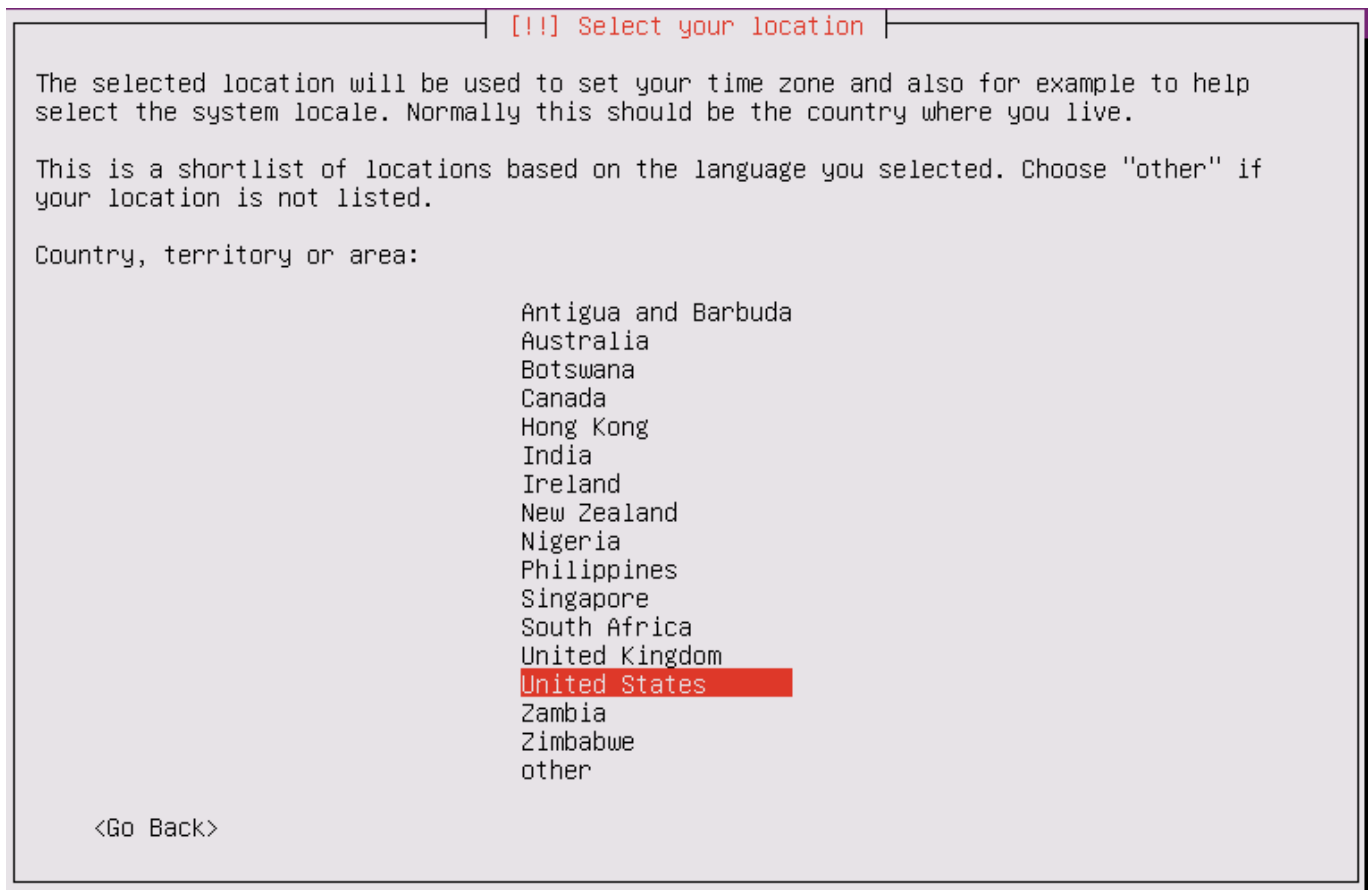 [!!] Select your location
The selected location will be used to set your time zone and also for example to help
select the system locale. Normally this should be the country where you live.
This is a shortlist of locations based on the language you selected. Choose "other" if
your location is not listed.
Country, territory or area:
Antigua and Barbuda
Australia
Botswana
Canada
Hong Kong
India
Ireland
New Zealand
Nigeria
Philippines
Singapore
South Africa
United Kingdom
United States
Zambia
Zimbabwe
other
<Go Back>